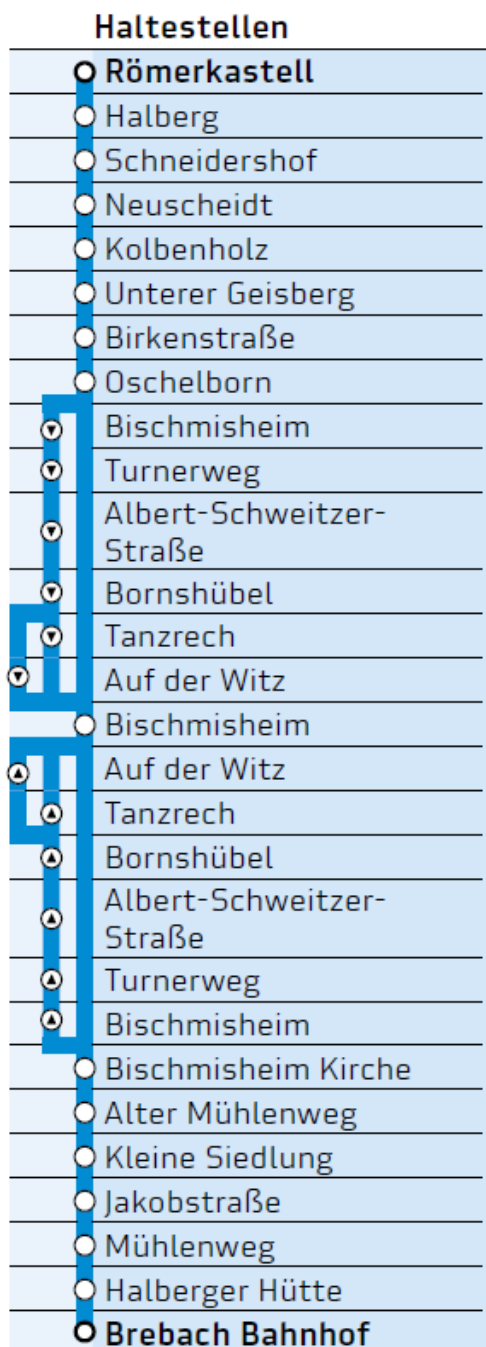 Haltestellen
Römerkastell
Halberg
Schneidershof
Neuscheidt
Kolbenholz
Unterer Geisberg
Birkenstraße
Oschelborn
Bischmisheim
Turnerweg
Albert-Schweitzer-
Straße
Bornshübel
Tanzrech
Auf der Witz
Bischmisheim
Auf der Witz
Tanzrech
Bornshübel
Albert-Schweitzer-
Straße
Turnerweg
Bischmisheim
Bischmisheim Kirche
Alter Mühlenweg
Kleine Siedlung
Jakobstraße
Mühlenweg
Halberger Hütte
Brebach Bahnhof